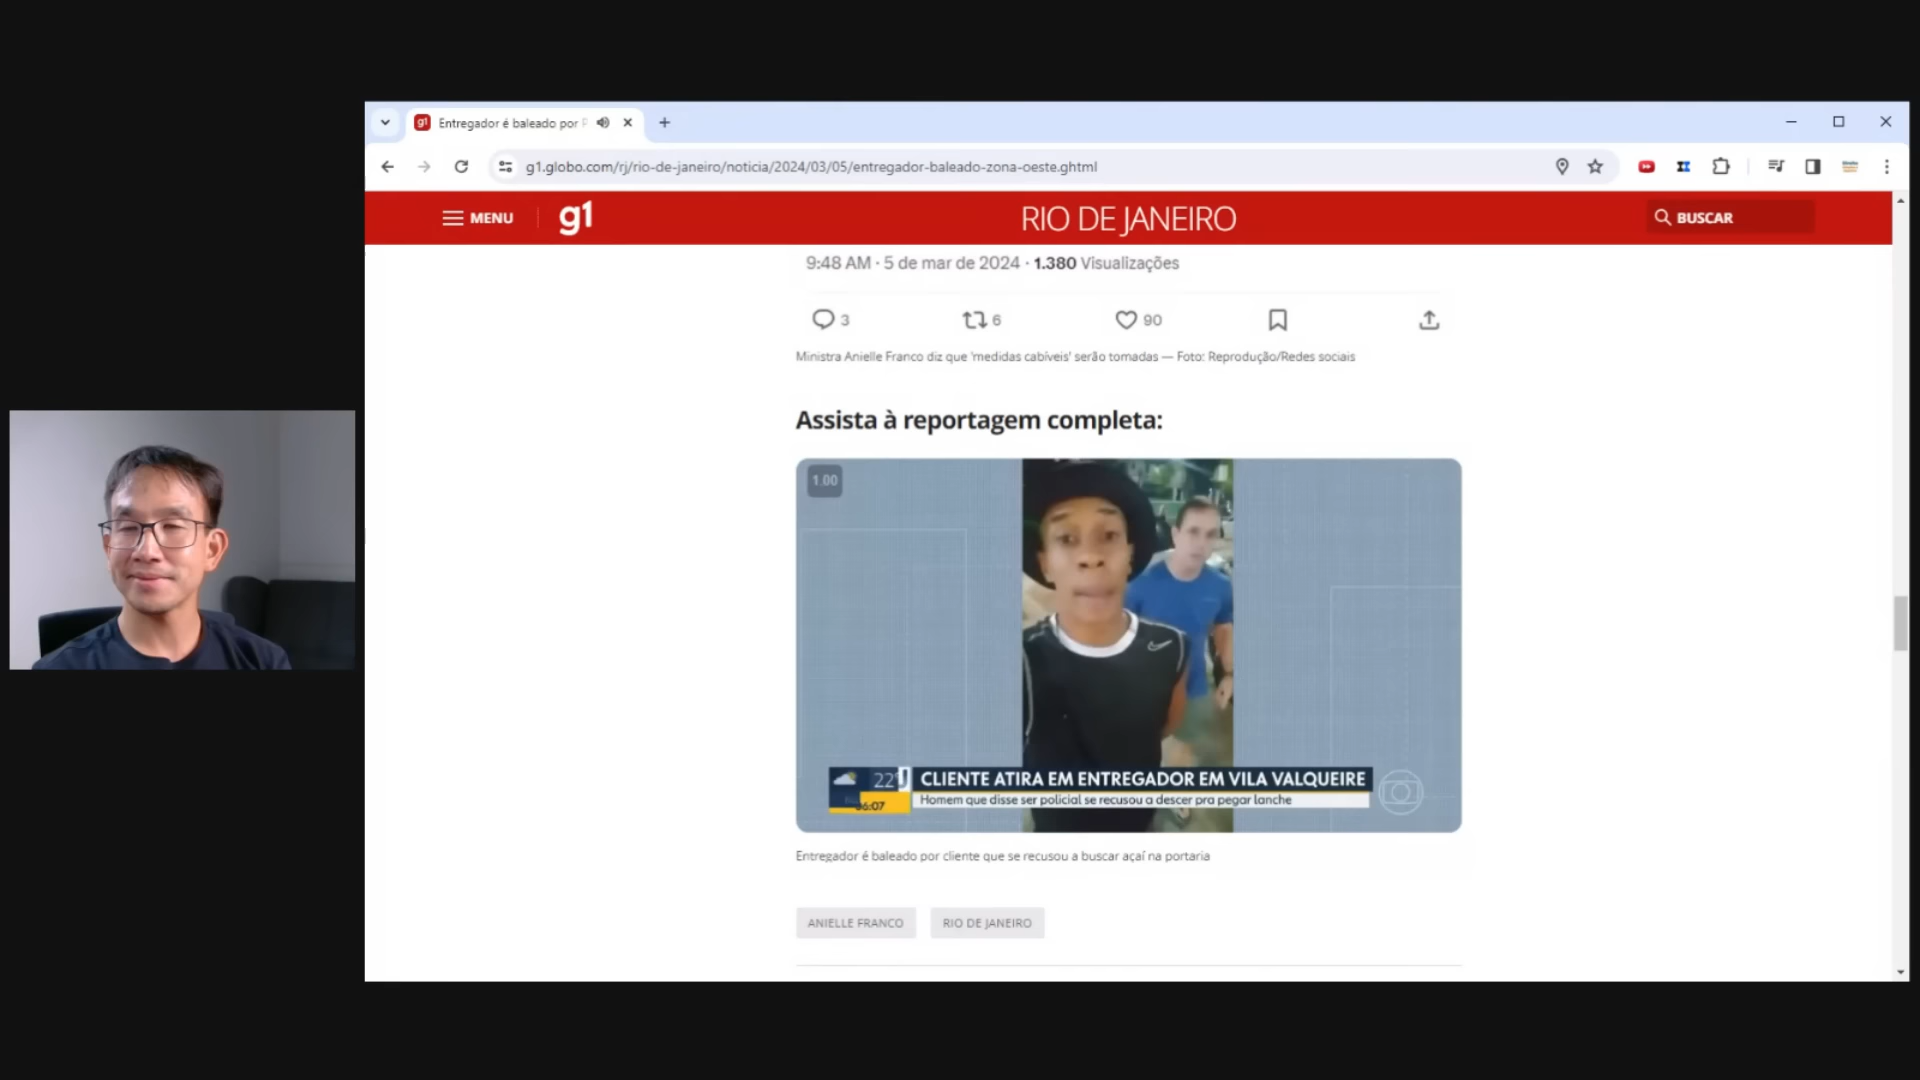 g1 Entregador é baleado por
g1.globo.com/rj/rio-de-janeiro/noticia/2024/03/05/entregador-baleado-zona-oeste.ghtml
MENU g1 RIO DE JANEIRO BUSCAR
9:48 AM · 5 de mar de 2024 · 1.380 Visualizações
3 6 90
Ministra Anielle Franco diz que 'medidas cabíveis' serão tomadas — Foto: Reprodução/Redes sociais
Assista à reportagem completa:
1.00
22° CLIENTE ATIRA EM ENTREGADOR EM VILA VALQUEIRE
06:07 Homem que disse ser policial se recusou a descer pra pegar lanche
Entregador é baleado por cliente que se recusou a buscar açaí na portaria
ANIELLE FRANCO RIO DE JANEIRO